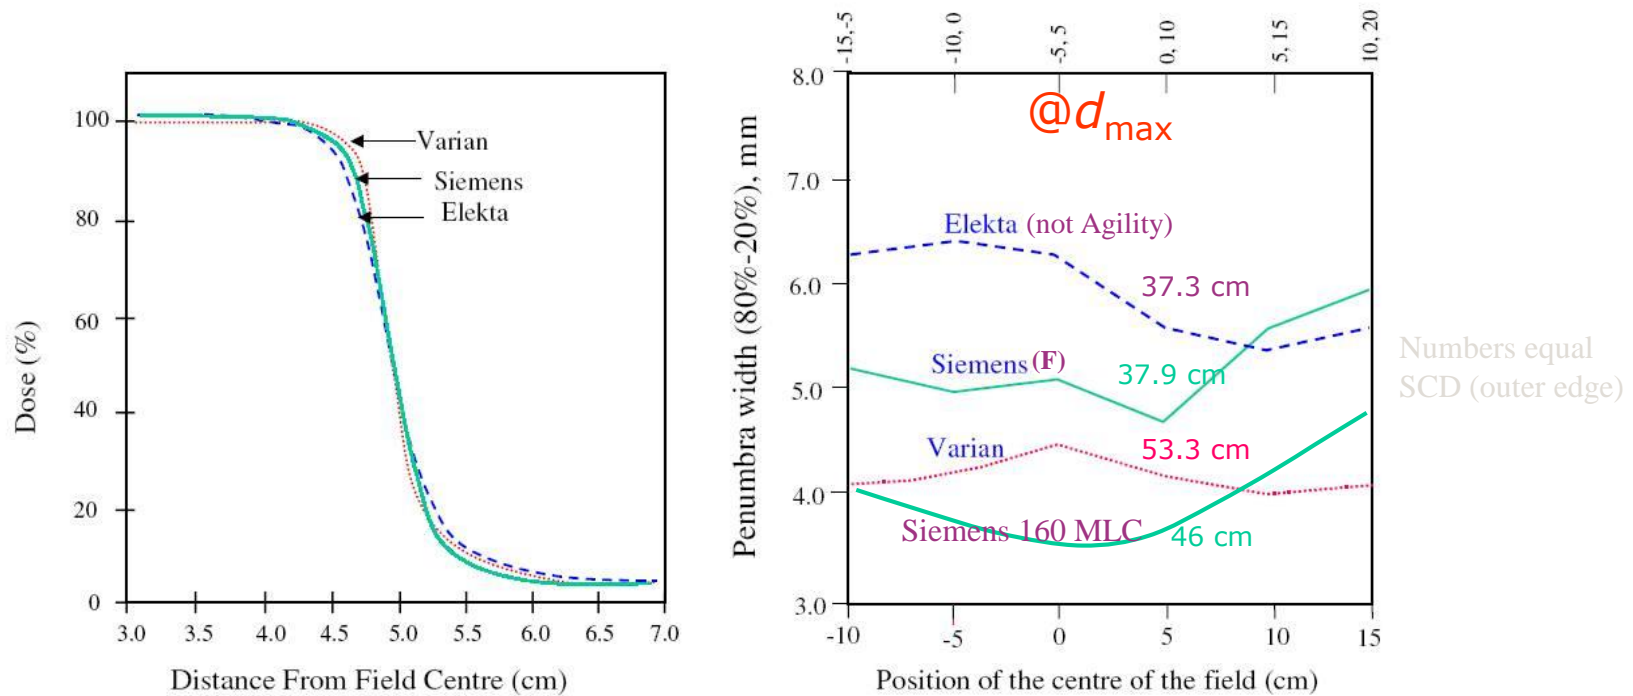 100
80
60
40
20
0
Dose (%)
Varian
Siemens
Elekta
3.0 3.5 4.0 4.5 5.0 5.5 6.0 6.5 7.0
Distance From Field Centre (cm)
-15,-5 -10, 0 -5, 5 0, 10 5, 15 10, 20
8.0
7.0
6.0
5.0
4.0
3.0
Penumbra width (80%-20%), mm
@dmax
Elekta (not Agility)
37.3 cm
Siemens (F)
37.9 cm
Varian
53.3 cm
Siemens 160 MLC
46 cm
-10 -5 0 5 10 15
Position of the centre of the field (cm)
Numbers equal
SCD (outer edge)